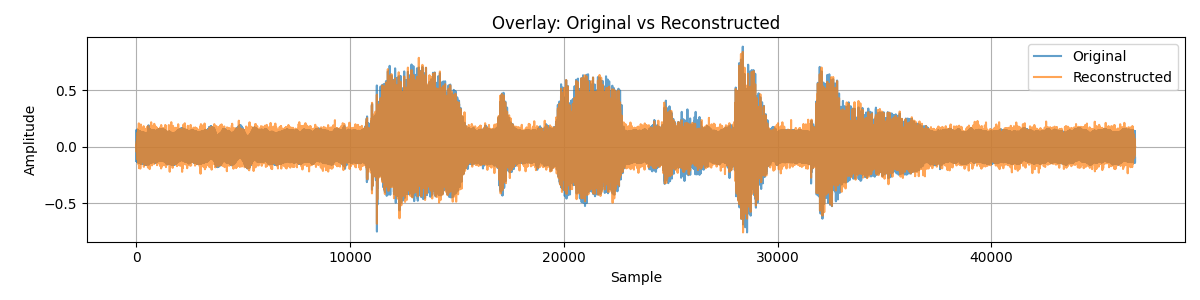 Overlay: Original vs Reconstructed
Original
Reconstructed
Amplitude
0.5
0.0
−0.5
0
10000
20000
30000
40000
Sample